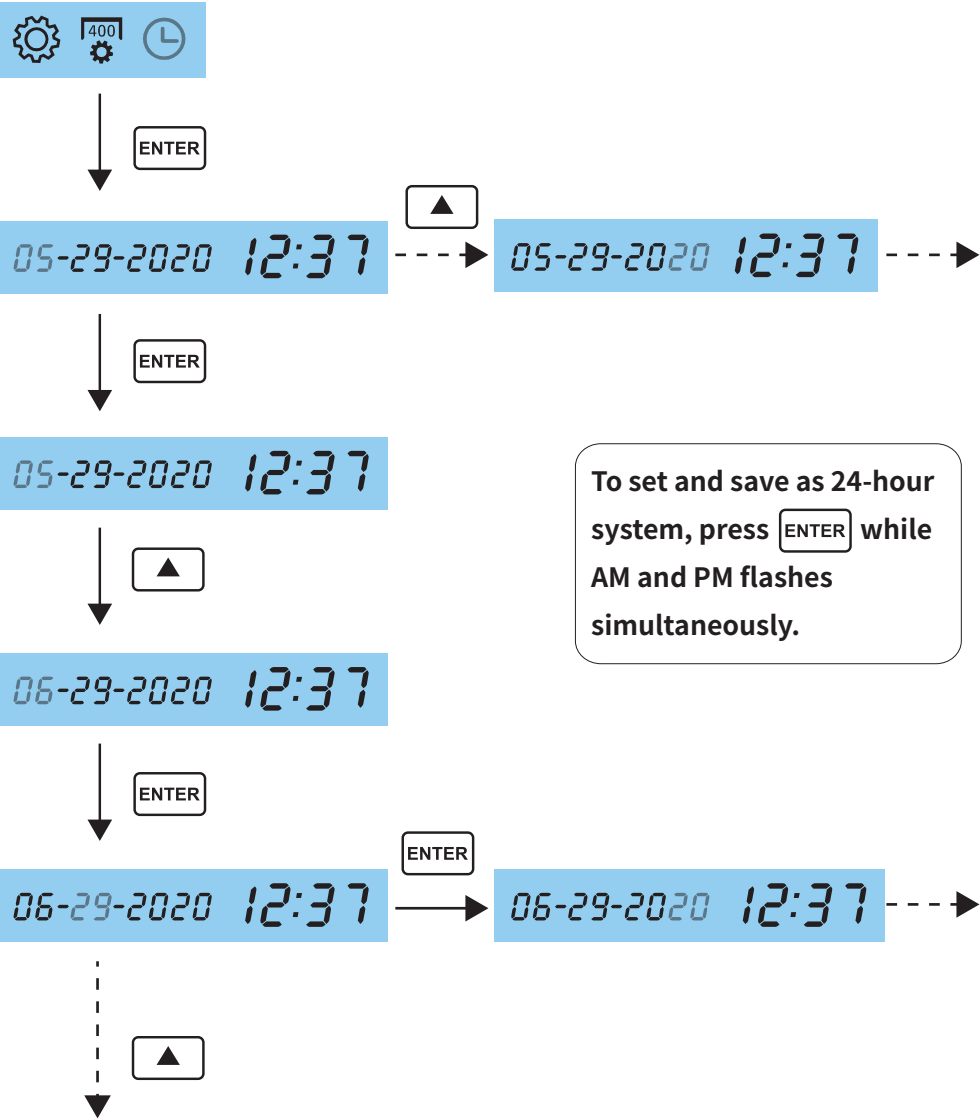 400
ENTER
05-29-2020 12:37
05-29-2020 12:37
ENTER
05-29-2020 12:37
To set and save as 24-hour
system, press ENTER while
AM and PM flashes
simultaneously.
06-29-2020 12:37
ENTER
ENTER
06-29-2020 12:37
06-29-2020 12:37